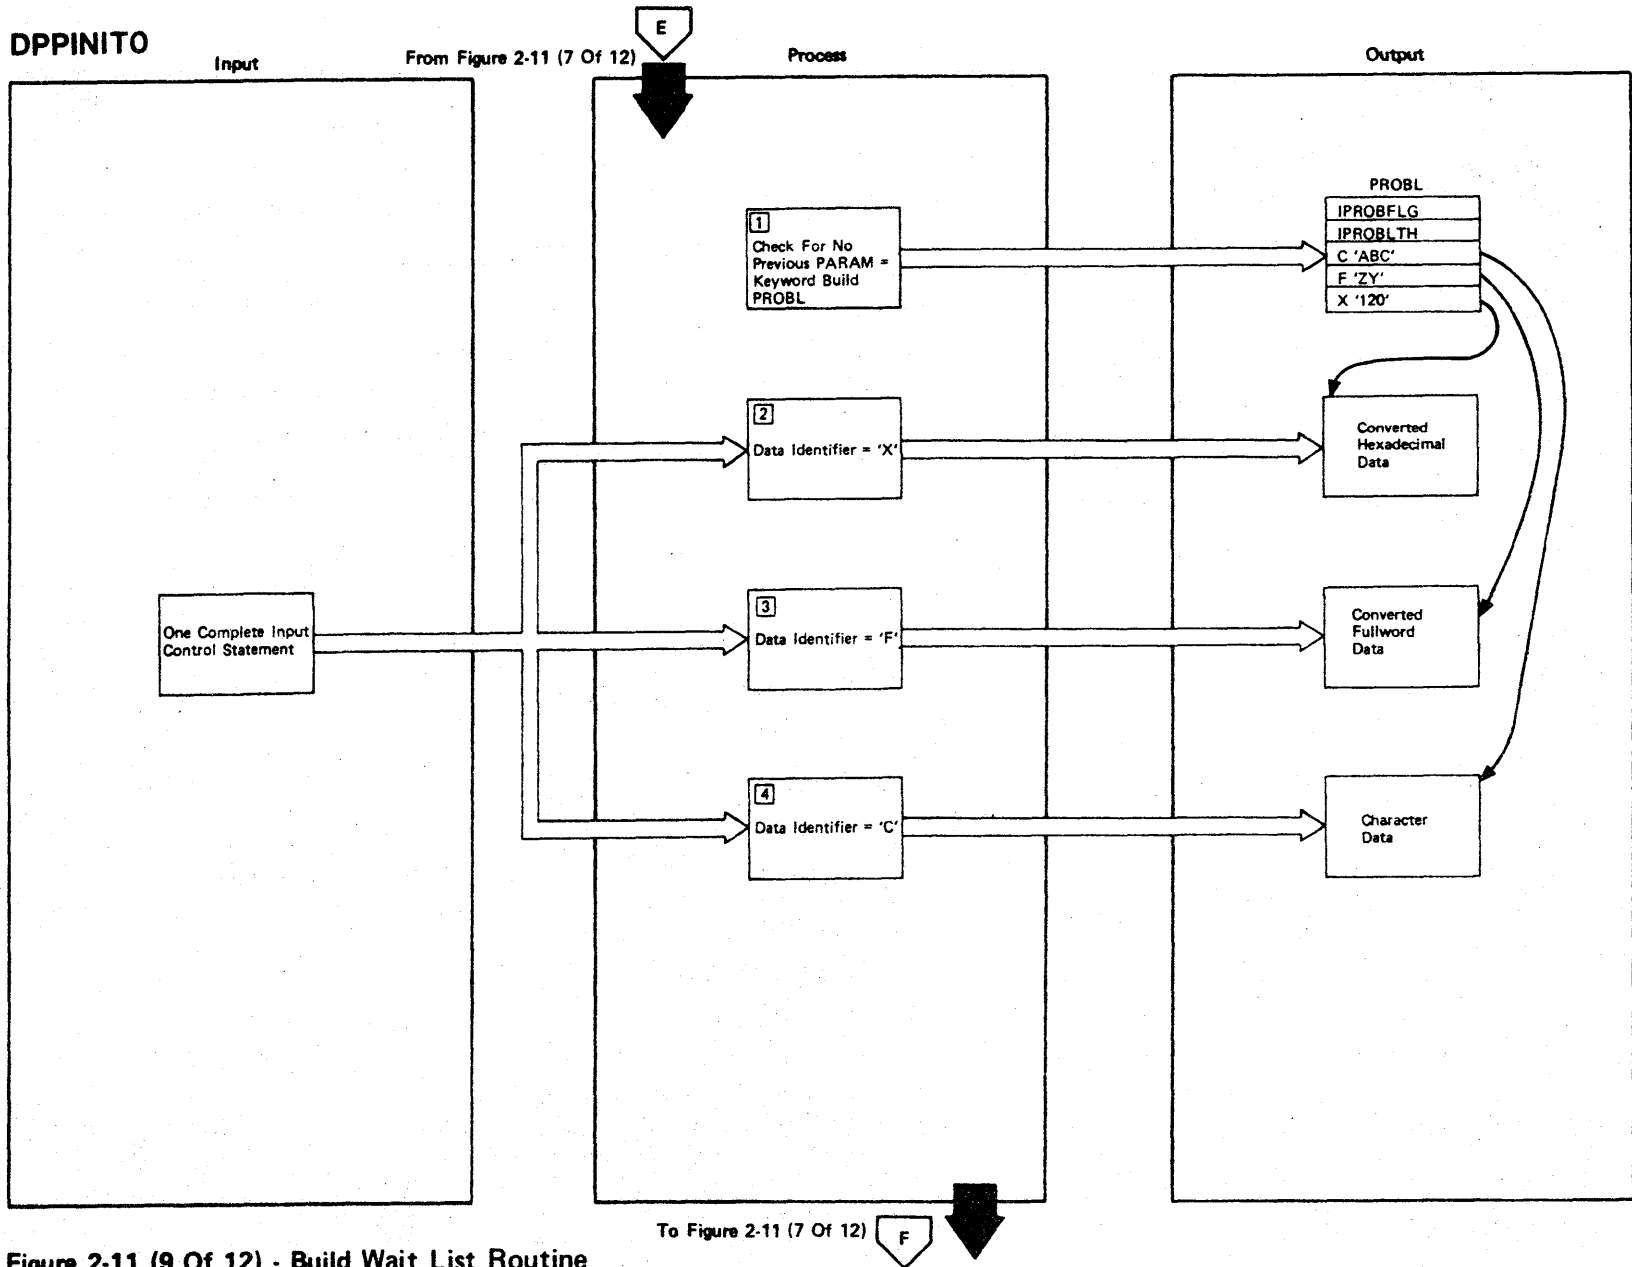 DPPINIT0
E
From Figure 2-11 (7 Of 12)
Input
Process
Output
1
Check For No
Previous PARAM =
Keyword Build
PROBL
PROBL
IPROBFLG
IPROBLTH
C 'ABC'
F 'ZY'
X '120'
2
Data Identifier = 'X'
Converted
Hexadecimal
Data
One Complete Input
Control Statement
3
Data Identifier = 'F'
Converted
Fullword
Data
4
Data Identifier = 'C'
Character
Data
To Figure 2-11 (7 Of 12)
F
Figure 2-11 (9 Of 12) - Build Wait List Routine